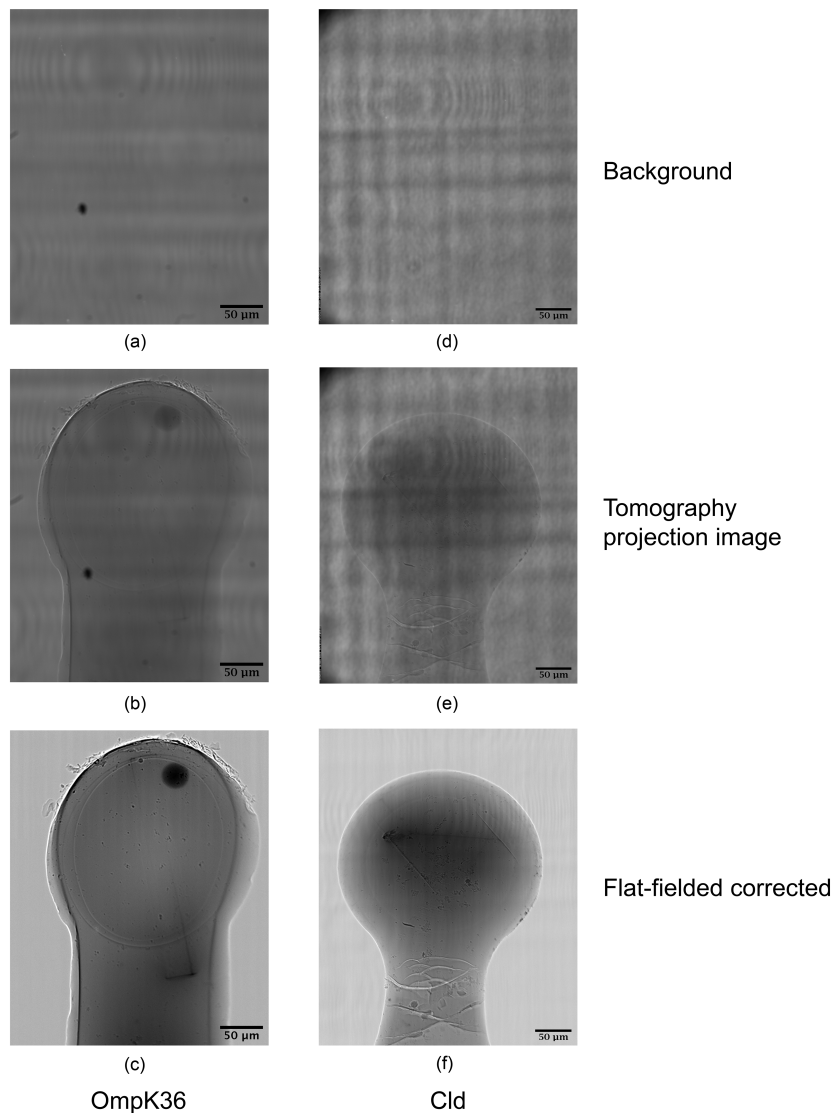 50 µm
50 µm
Background
(a)
(d)
50 µm
50 µm
Tomography
projection image
(b)
(e)
50 µm
50 µm
Flat-fielded corrected
(c)
(f)
OmpK36
Cld